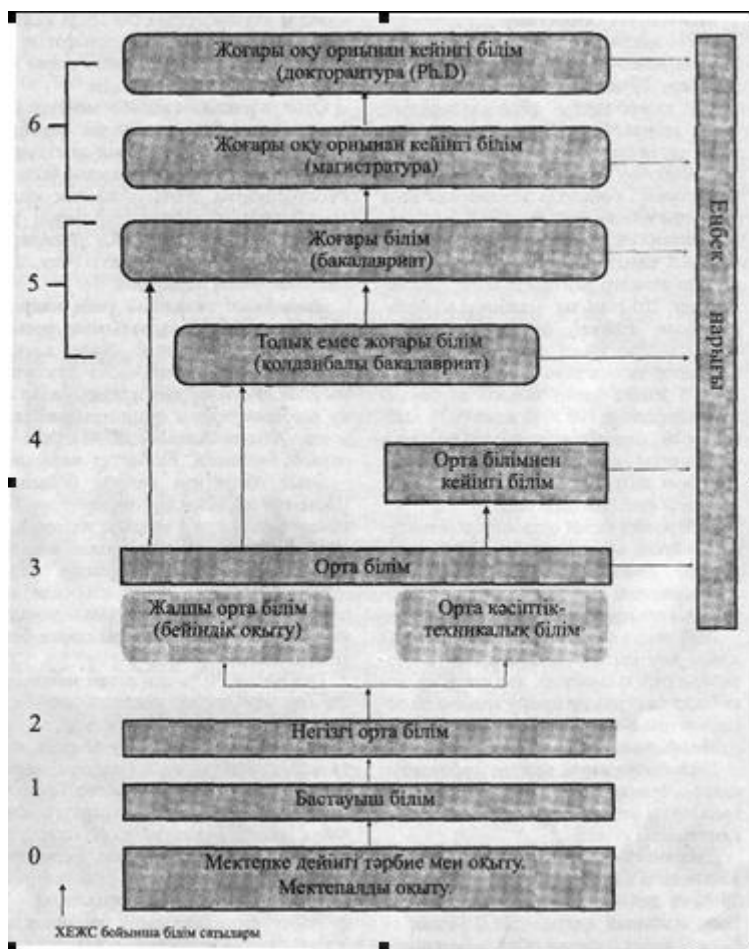 Жоғары оқу орнынан кейінгі білім
(докторантура (Ph.D)
6
Жоғары оқу орнынан кейінгі білім
(магистратура)
Жоғары білім
(бакалавриат)
5
Толық емес жоғары білім
(қолданбалы бакалавриат)
4
Орта білімнен
кейінгі білім
3
Орта білім
Жалпы орта білім
(бейіндік оқыту)
Орта кәсіптік-
техникалық білім
2
Негізгі орта білім
1
Бастауыш білім
0
Мектепке дейінгі тәрбие мен оқыту.
Мектепалды оқыту.
ХЕЖС бойынша білім сатылары
Еңбек нарығы